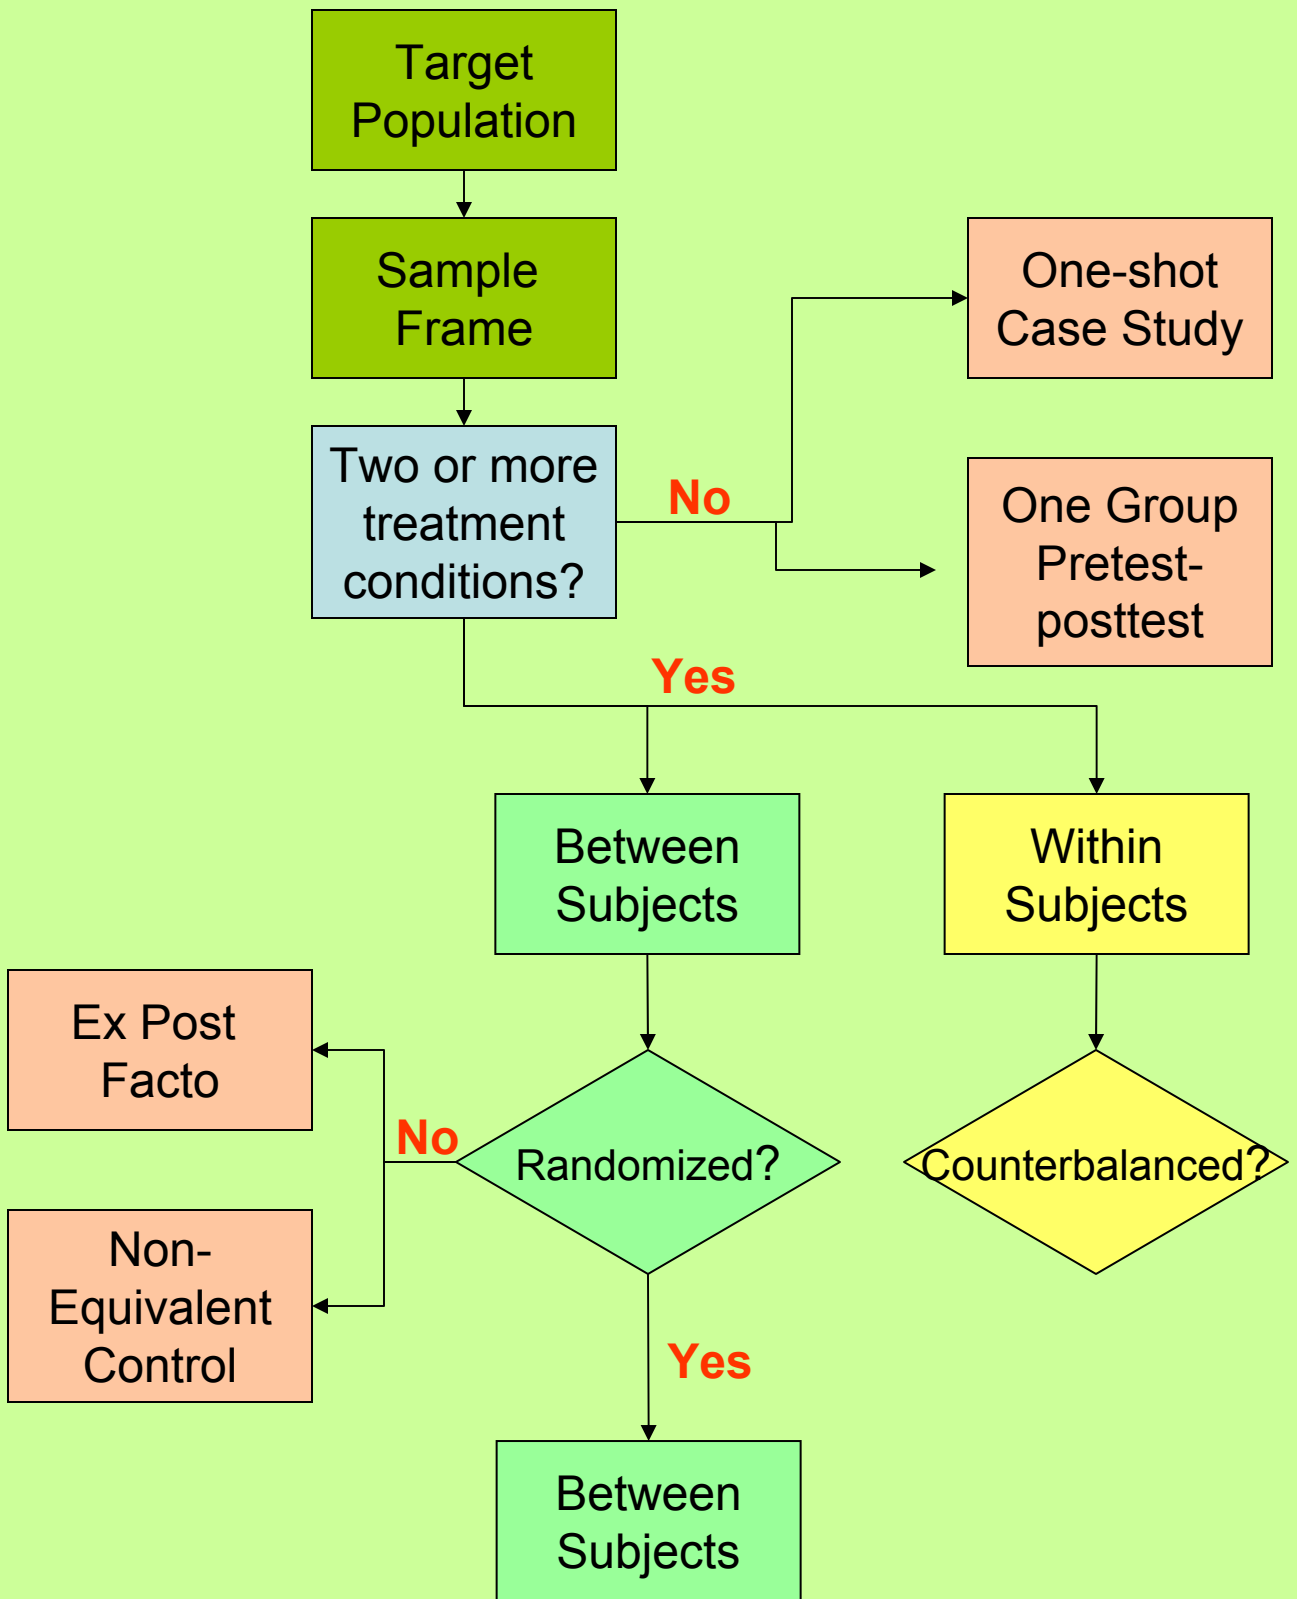 Target
Population
Sample
Frame
One-shot
Case Study
Two or more
treatment
conditions?
No
One Group
Pretest-
posttest
Yes
Between
Subjects
Within
Subjects
Ex Post
Facto
No
Randomized?
Counterbalanced?
Non-
Equivalent
Control
Yes
Between
Subjects